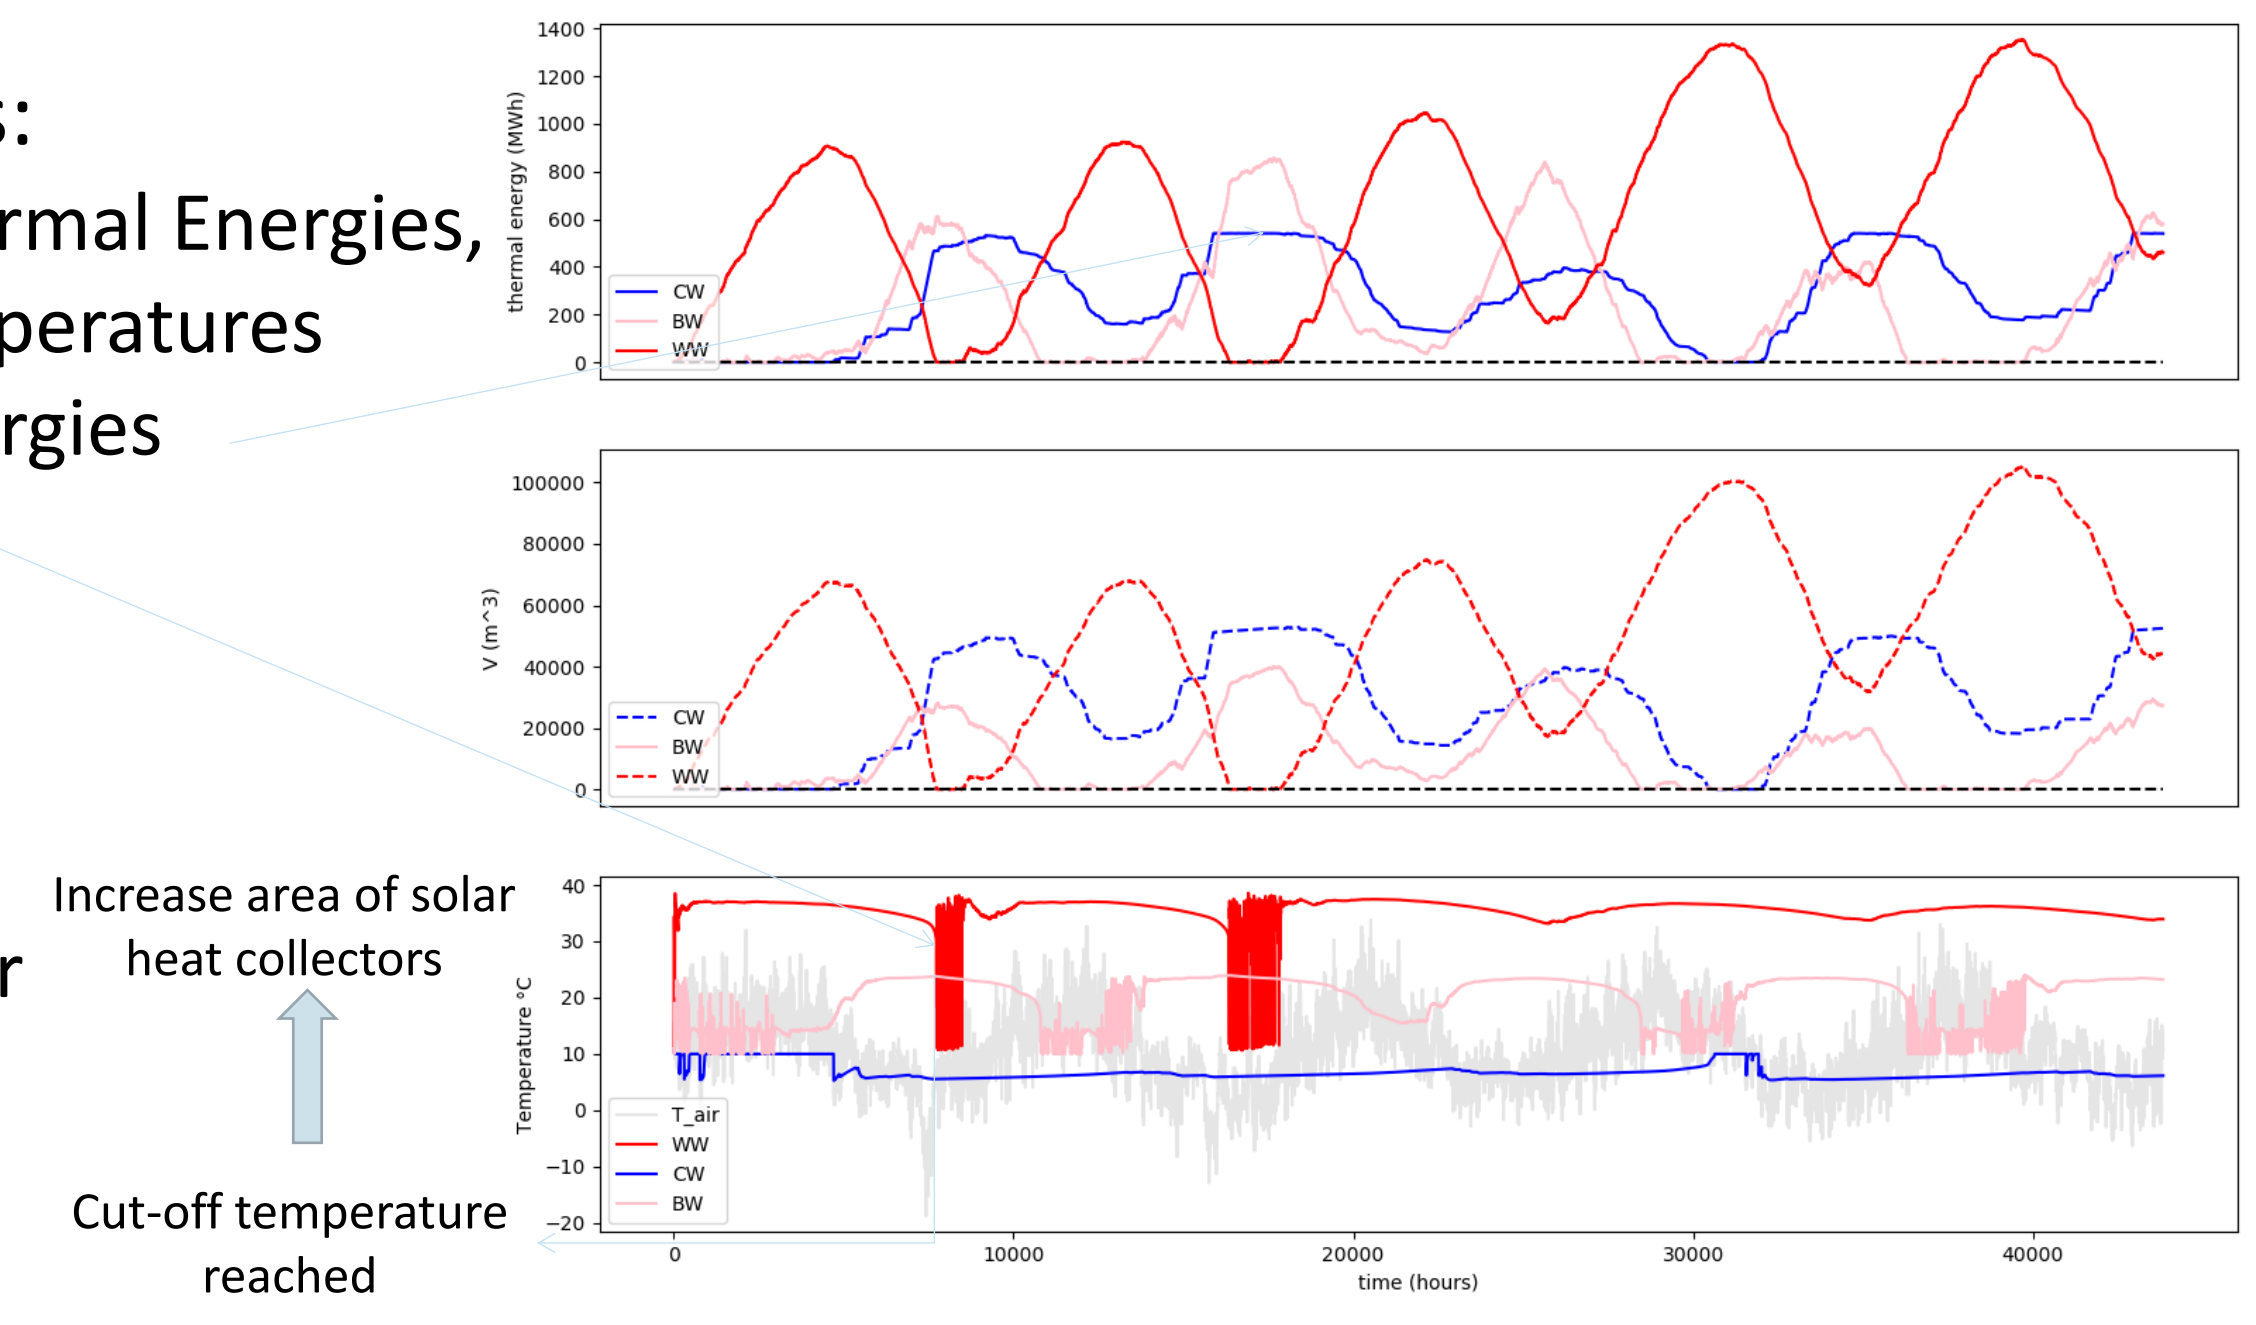 s:
rmal Energies,
peratures
rgies
r
Increase area of solar
heat collectors
Cut-off temperature
reached
thermal energy (MWh)
1400
1200
1000
800
600
400
200
0
CW
BW
WW
V (m^3)
100000
80000
60000
40000
20000
0
CW
BW
WW
Temperature °C
40
30
20
10
0
−10
−20
T_air
WW
CW
BW
0 10000 20000 30000 40000
time (hours)